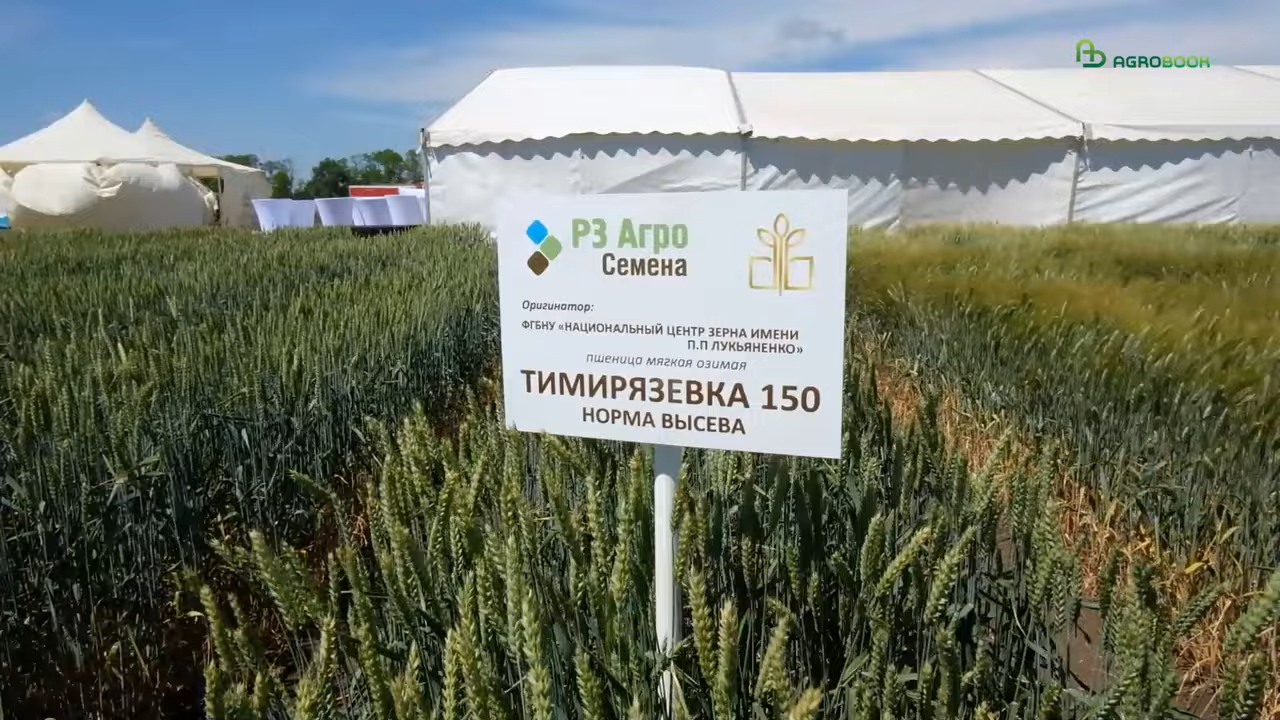 AGROBOOK
РЗ Агро
Семена
Оригинатор:
ФГБНУ «НАЦИОНАЛЬНЫЙ ЦЕНТР ЗЕРНА ИМЕНИ
П.П ЛУКЬЯНЕНКО»
пшеница мягкая озимая
ТИМИРЯЗЕВКА 150
НОРМА ВЫСЕВА